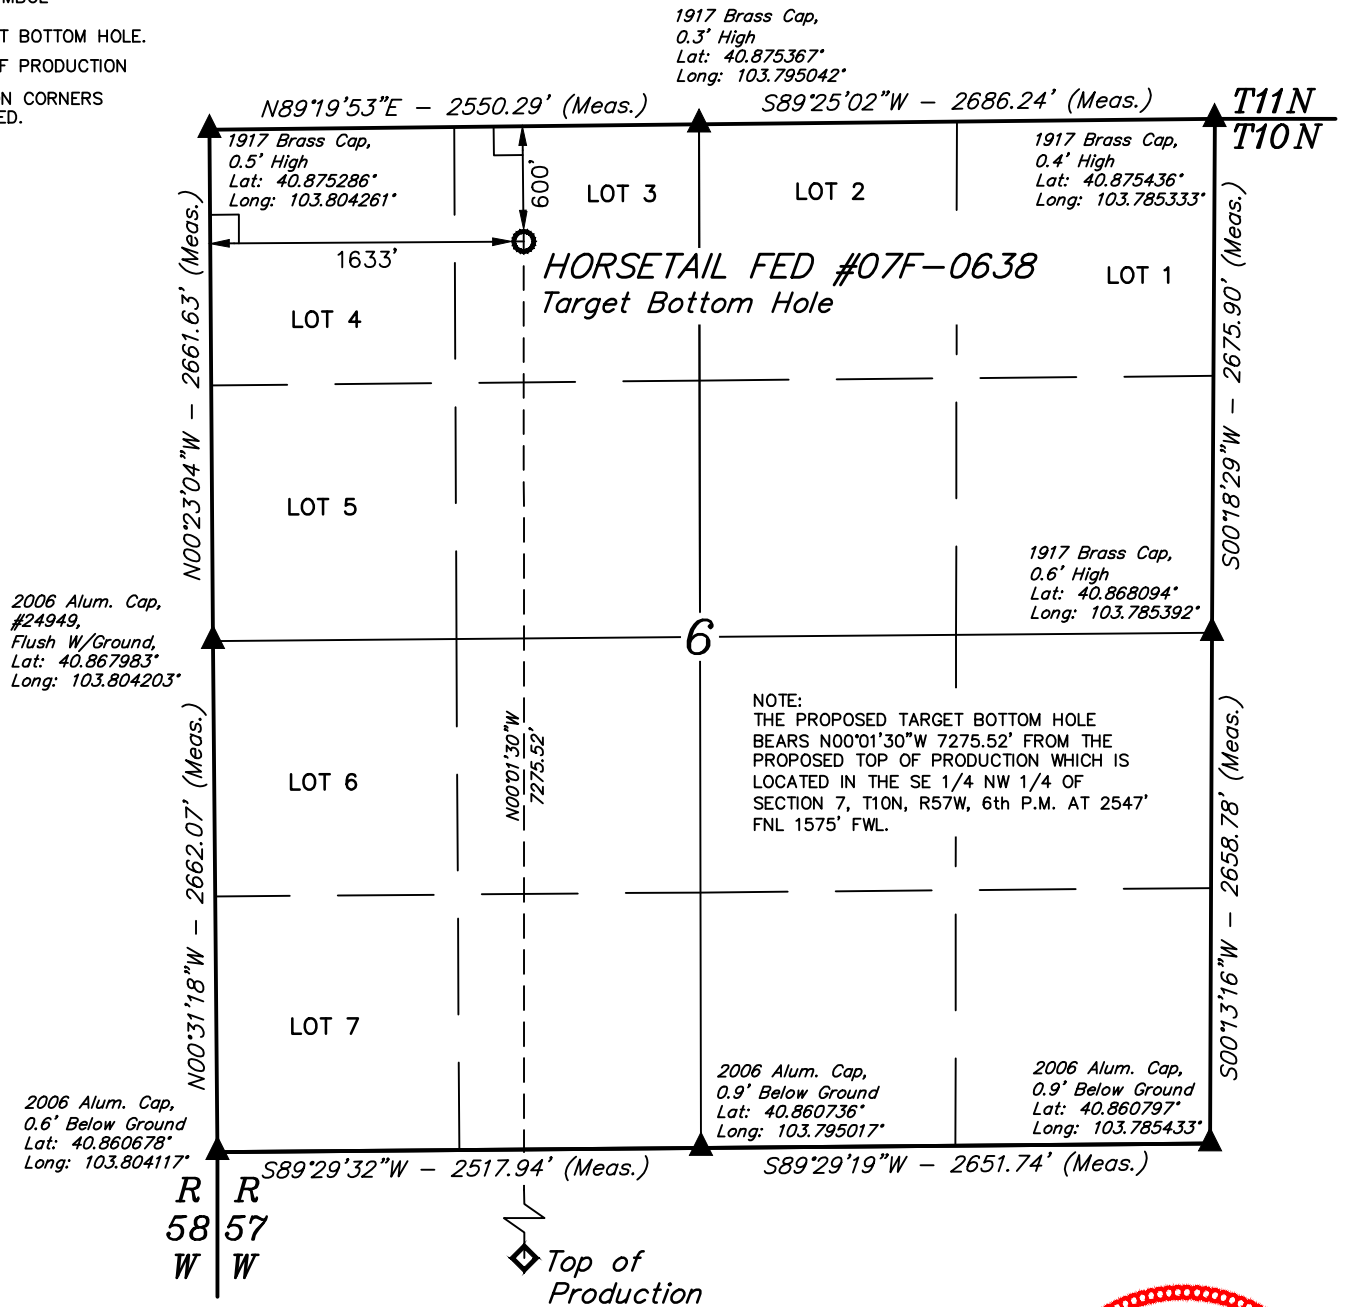 T BOTTOM HOLE.
F PRODUCTION
N CORNERS
ED.
1917 Brass Cap,
0.3' High
Lat: 40.875367°
Long: 103.795042°
N89°19'53"E - 2550.29' (Meas.)
S89°25'02"W - 2686.24' (Meas.)
T11N
T10N
1917 Brass Cap,
0.5' High
Lat: 40.875286°
Long: 103.804261°
600'
LOT 3
LOT 2
1917 Brass Cap,
0.4' High
Lat: 40.875436°
Long: 103.785333°
1633'
HORSETAIL FED #07F-0638
Target Bottom Hole
LOT 1
LOT 4
N00°23'04"W - 2661.63' (Meas.)
S00°18'29"W - 2675.90' (Meas.)
LOT 5
1917 Brass Cap,
0.6' High
Lat: 40.868094°
Long: 103.785392°
2006 Alum. Cap,
#24949,
Flush W/Ground,
Lat: 40.867983°
Long: 103.804203°
6
N00°01'30"W
7275.52'
NOTE:
THE PROPOSED TARGET BOTTOM HOLE
BEARS N00°01'30"W 7275.52' FROM THE
PROPOSED TOP OF PRODUCTION WHICH IS
LOCATED IN THE SE 1/4 NW 1/4 OF
SECTION 7, T10N, R57W, 6th P.M. AT 2547'
FNL 1575' FWL.
LOT 6
N00°31'18"W - 2662.07' (Meas.)
S00°13'16"W - 2658.78' (Meas.)
LOT 7
2006 Alum. Cap,
0.6' Below Ground
Lat: 40.860678°
Long: 103.804117°
2006 Alum. Cap,
0.9' Below Ground
Lat: 40.860736°
Long: 103.795017°
2006 Alum. Cap,
0.9' Below Ground
Lat: 40.860797°
Long: 103.785433°
S89°29'32"W - 2517.94' (Meas.)
S89°29'19"W - 2651.74' (Meas.)
R R
58 57
W W
Top of
Production